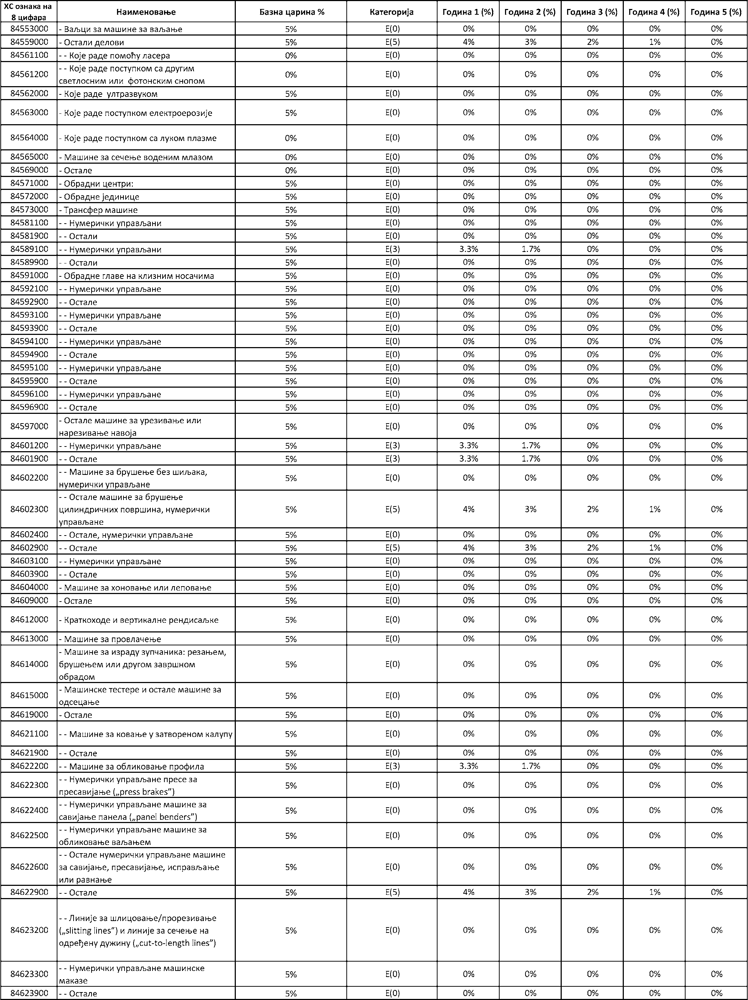 ХС ознака на 8 цифара Наименовање Базна царина % Категорија Година 1 (%) Година 2 (%) Година 3 (%) Година 4 (%) Година 5 (%)
84553000 - Ваљци за машине за ваљање 5% Е(0) 0% 0% 0% 0% 0%
84559000 - Остали делови 5% Е(5) 4% 3% 2% 1% 0%
84561100 - - Које раде помоћу ласера 0% Е(0) 0% 0% 0% 0% 0%
84561200 - - Које раде поступком са другим светлосним или фотонским снопом 0% Е(0) 0% 0% 0% 0% 0%
84562000 - Које раде ултразвуком 5% Е(0) 0% 0% 0% 0% 0%
84563000 - Које раде поступком електроерозије 5% Е(0) 0% 0% 0% 0% 0%
84564000 - Које раде поступком са луком плазме 0% Е(0) 0% 0% 0% 0% 0%
84565000 - Машине за сечење воденим млазом 0% Е(0) 0% 0% 0% 0% 0%
84569000 - Остале 0% Е(0) 0% 0% 0% 0% 0%
84571000 - Обрадни центри: 5% Е(0) 0% 0% 0% 0% 0%
84572000 - Обрадне јединице 5% Е(0) 0% 0% 0% 0% 0%
84573000 - Трансфер машине 5% Е(0) 0% 0% 0% 0% 0%
84581100 - - Нумерички управљани 5% Е(0) 0% 0% 0% 0% 0%
84581900 - - Остали 5% Е(0) 0% 0% 0% 0% 0%
84589100 - - Нумерички управљани 5% Е(3) 3.3% 1.7% 0% 0% 0%
84589900 - - Остали 5% Е(0) 0% 0% 0% 0% 0%
84591000 - Обрадне главе на клизним носачима 5% Е(0) 0% 0% 0% 0% 0%
84592100 - - Нумерички управљане 5% Е(0) 0% 0% 0% 0% 0%
84592900 - - Остале 5% Е(0) 0% 0% 0% 0% 0%
84593100 - - Нумерички управљане 5% Е(0) 0% 0% 0% 0% 0%
84593900 - - Остале 5% Е(0) 0% 0% 0% 0% 0%
84594100 - - Нумерички управљане 5% Е(0) 0% 0% 0% 0% 0%
84594900 - - Остале 5% Е(0) 0% 0% 0% 0% 0%
84595100 - - Нумерички управљане 5% Е(0) 0% 0% 0% 0% 0%
84595900 - - Остале 5% Е(0) 0% 0% 0% 0% 0%
84596100 - - Нумерички управљане 5% Е(0) 0% 0% 0% 0% 0%
84596900 - - Остале 5% Е(0) 0% 0% 0% 0% 0%
84597000 - Остале машине за урезивање или нарезивање навоја 5% Е(0) 0% 0% 0% 0% 0%
84601200 - - Нумерички управљане 5% Е(3) 3.3% 1.7% 0% 0% 0%
84601900 - - Остале 5% Е(3) 3.3% 1.7% 0% 0% 0%
84602200 - - Машине за брушење без шиљака, нумерички управљане 5% Е(0) 0% 0% 0% 0% 0%
84602300 - - Остале машине за брушење цилиндричних површина, нумерички управљане 5% Е(5) 4% 3% 2% 1% 0%
84602400 - - Остале, нумерички управљане 5% Е(0) 0% 0% 0% 0% 0%
84602900 - - Остале 5% Е(5) 4% 3% 2% 1% 0%
84603100 - - Нумерички управљане 5% Е(0) 0% 0% 0% 0% 0%
84603900 - - Остале 5% Е(0) 0% 0% 0% 0% 0%
84604000 - Машине за хоновање или леповање 5% Е(0) 0% 0% 0% 0% 0%
84609000 - Остале 5% Е(0) 0% 0% 0% 0% 0%
84612000 - Краткоходе и вертикалне рендисаљке 5% Е(0) 0% 0% 0% 0% 0%
84613000 - Машине за провлачење 5% Е(0) 0% 0% 0% 0% 0%
84614000 - Машине за израду зупчаника: резањем, брушењем или другом завршном обрадом 5% Е(0) 0% 0% 0% 0% 0%
84615000 - Машинске тестере и остале машине за одсецање 5% Е(0) 0% 0% 0% 0% 0%
84619000 - Остале 5% Е(0) 0% 0% 0% 0% 0%
84621100 - - Машине за ковање у затвореном калупу 5% Е(0) 0% 0% 0% 0% 0%
84621900 - - Остале 5% Е(0) 0% 0% 0% 0% 0%
84622200 - - Машине за обликовање профила 5% Е(3) 3.3% 1.7% 0% 0% 0%
84622300 - - Нумерички управљане пресе за пресавијање („press brakes”) 5% Е(0) 0% 0% 0% 0% 0%
84622400 - - Нумерички управљане машине за савијање панела („panel benders”) 5% Е(0) 0% 0% 0% 0% 0%
84622500 - - Нумерички управљане машине за обликовање ваљањем 5% Е(0) 0% 0% 0% 0% 0%
84622600 - - Остале нумерички управљане машине за савијање, пресавијање, исправљање или равнање 5% Е(0) 0% 0% 0% 0% 0%
84622900 - - Остале 5% Е(5) 4% 3% 2% 1% 0%
84623200 - - Линије за шлицовање/прорезивање („slitting lines”) и линије за сечење на одређену дужину („cut-to-length lines”) 5% Е(0) 0% 0% 0% 0% 0%
84623300 - - Нумерички управљане машинске маказе 5% Е(0) 0% 0% 0% 0% 0%
84623900 - - Остале 5% Е(0) 0% 0% 0% 0% 0%